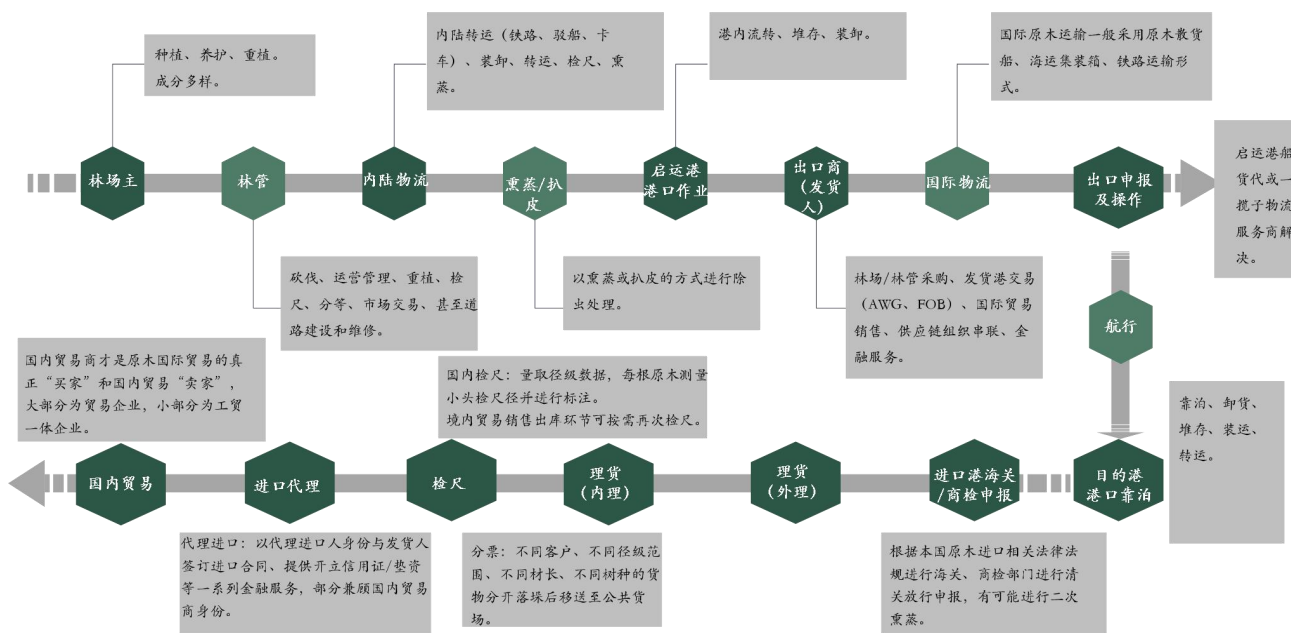 种植、养护、重植。
成分多样。
内陆转运（铁路、驳船、卡
车）、装卸、转运、检尺、熏
蒸。
港内流转、堆存、装卸。
国际原木运输一般采用原木散货
船、海运集装箱、铁路运输形
式。
林场主
林管
内陆物流
熏蒸/扒
皮
启运港
港口作业
出口商
（发货
人）
国际物流
出口申报
及操作
启运港船
货代或一
揽子物流
服务商解
决。
砍伐、运营管理、重植、检
尺、分等、市场交易、甚至道
路建设和维修。
以熏蒸或扒皮的方式进行除
出处理。
林场/林管采购、发货港交易
（AWG、FOB）、国际贸易
销售、供应链组织串联、金
融服务。
航行
国内贸易商才是原木国际贸易的真
正“买家”和国内贸易“卖家”，
大部分为贸易企业，小部分为工贸
一体企业。
国内检尺：量取径级数据，每根原木测量
小头检尺径并进行标注。
境内贸易销售出库环节可按需再次检尺。
靠泊、卸货、
堆存、装运、
转运。
国内贸易
进口代理
检尺
理货
（内理）
理货
（外理）
进口港海关
/商检申报
目的港
港口靠泊
代理进口：以代理进口人身份与发货人
签订进口合同、提供开立信用证/垫资
等一系列金融服务，部分兼顾国内贸易
商身份。
分票：不同客户、不同径级范
围、不同材长、不同树种的货
物分开落垛后移送至公共货
场。
根据本国原木进口相关法律法
规进行海关、商检部门进行清
关放行申报，有可能进行二次
熏蒸。